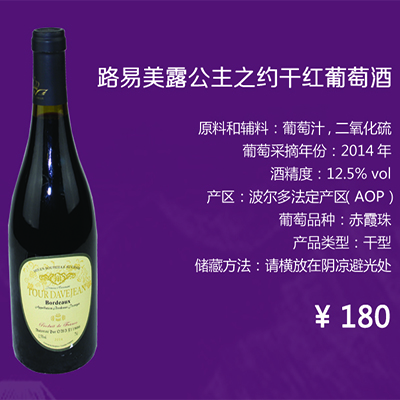 路易美露公主之约干红葡萄酒
原料和辅料：葡萄汁，二氧化硫
葡萄采摘年份：2014 年
酒精度：12.5% vol
产区：波尔多法定产区( AOP )
葡萄品种：赤霞珠
产品类型：干型
储藏方法：请横放在阴凉避光处
¥ 180
TOUR DAVEJEAN
Bordeaux